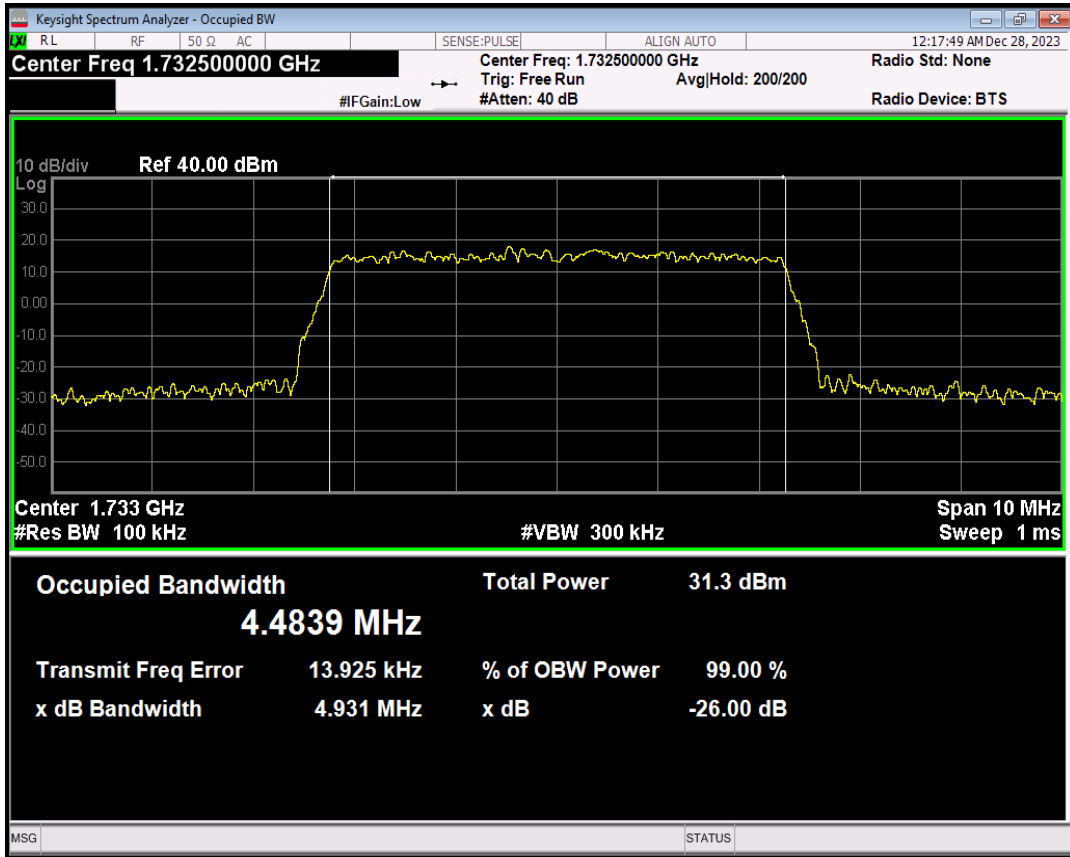 Keysight Spectrum Analyzer - Occupied BW
LXI RL RF 50 Ω AC SENSE:PULSE ALIGN AUTO 12:17:49 AM Dec 28, 2023
Center Freq 1.732500000 GHz Center Freq: 1.732500000 GHz Radio Std: None
Trig: Free Run Avg|Hold: 200/200
#IFGain:Low #Atten: 40 dB Radio Device: BTS
10 dB/div Ref 40.00 dBm
Log
30.0
20.0
10.0
0.00
-10.0
-20.0
-30.0
-40.0
-50.0
Center 1.733 GHz Span 10 MHz
#Res BW 100 kHz #VBW 300 kHz Sweep 1 ms
Occupied Bandwidth Total Power 31.3 dBm
4.4839 MHz
Transmit Freq Error 13.925 kHz % of OBW Power 99.00 %
x dB Bandwidth 4.931 MHz x dB -26.00 dB
MSG STATUS